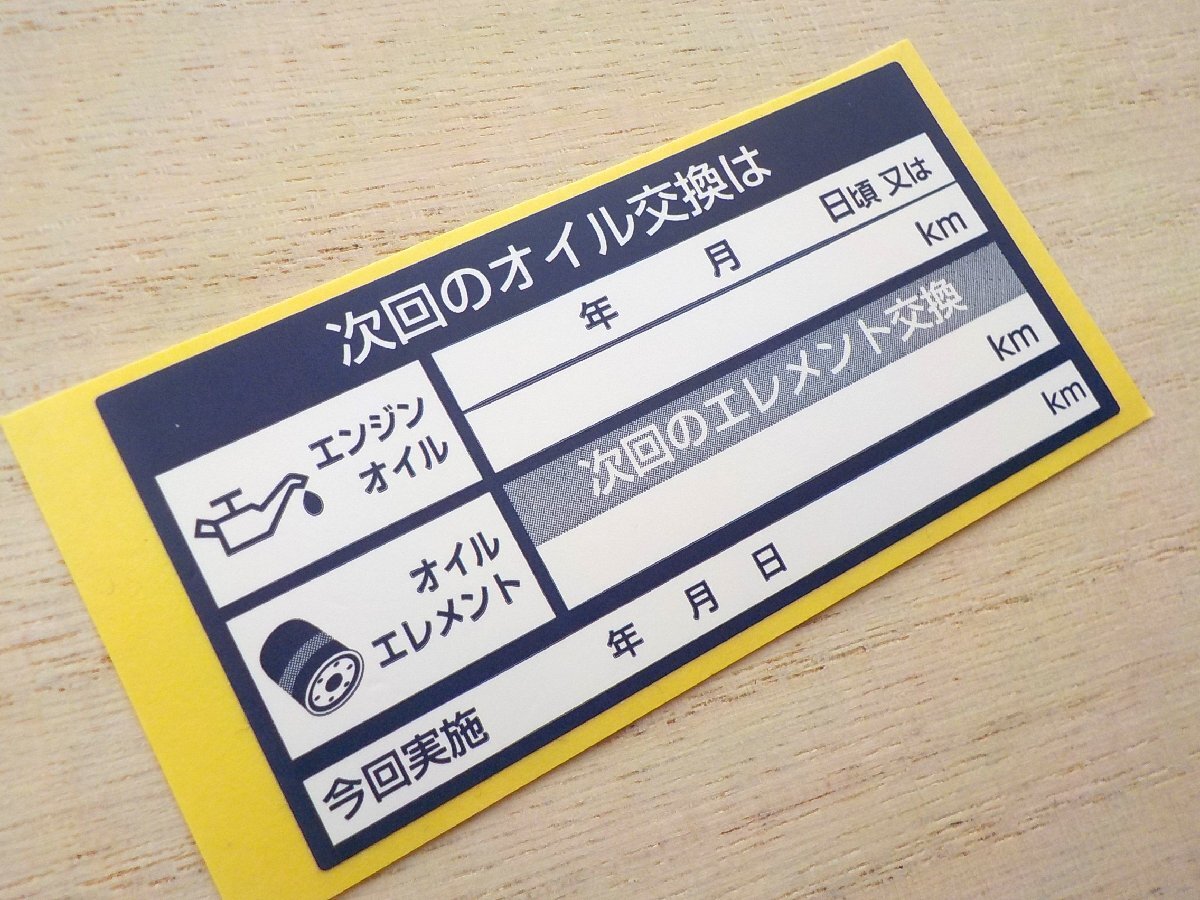 次回のオイル交換は
エンジン
オイル
年 月 日頃 又は
km
オイル
エレメント
次回のエレメント交換
km
今回実施 年 月 日 km